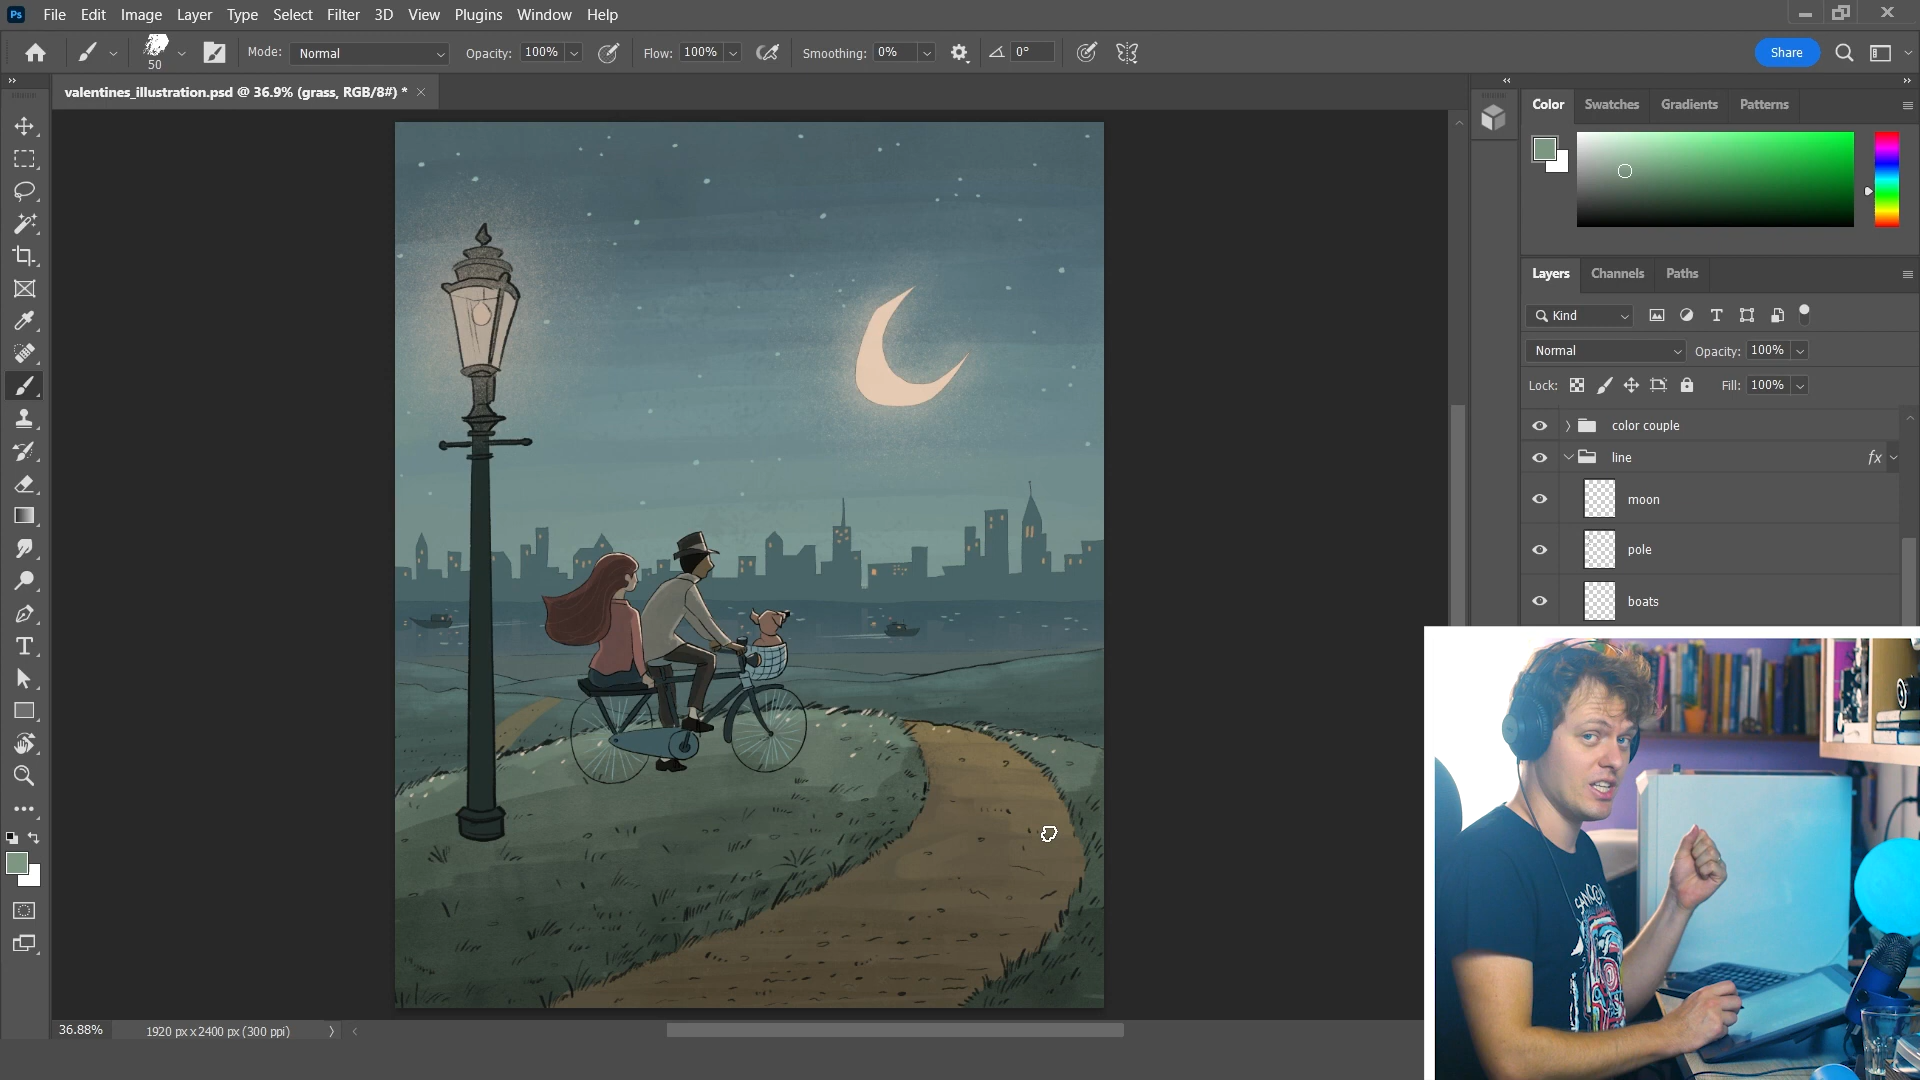 Ps File Edit Image Layer Type Select Filter 3D View Plugins Window Help
50 Mode: Normal Opacity: 100% Flow: 100% Smoothing: 0% 0° Share
valentines_illustration.psd @ 36.9% (grass, RGB/8#) * ×
Color Swatches Gradients Patterns
Layers Channels Paths
Kind
Normal Opacity: 100%
Lock: Fill: 100%
color couple
line fx
moon
pole
boats
36.88% 1920 px x 2400 px (300 ppi)